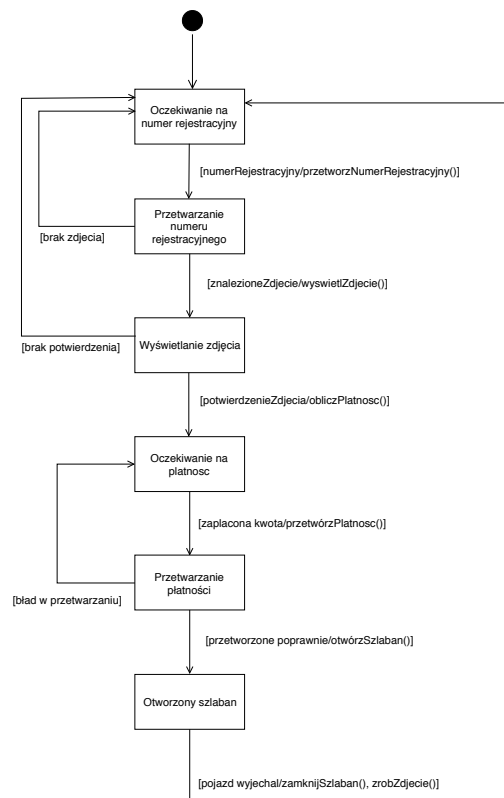 Oczekiwanie na
numer rejestracyjny
[numerRejestracyjny/przetworzNumerRejestracyjny()]
Przetwarzanie
numeru
rejestracyjnego
[brak zdjecia]
[znalezioneZdjecie/wyswietlZdjecie()]
Wyświetlanie zdjęcia
[brak potwierdzenia]
[potwierdzenieZdjecia/obliczPlatnosc()]
Oczekiwanie na
platnosc
[zaplacona kwota/przetwórzPlatnosc()]
Przetwarzanie
płatności
[bład w przetwarzaniu]
[przetworzone poprawnie/otwórzSzlaban()]
Otworzony szlaban
[pojazd wyjechal/zamknijSzlaban(), zrobZdjecie()]